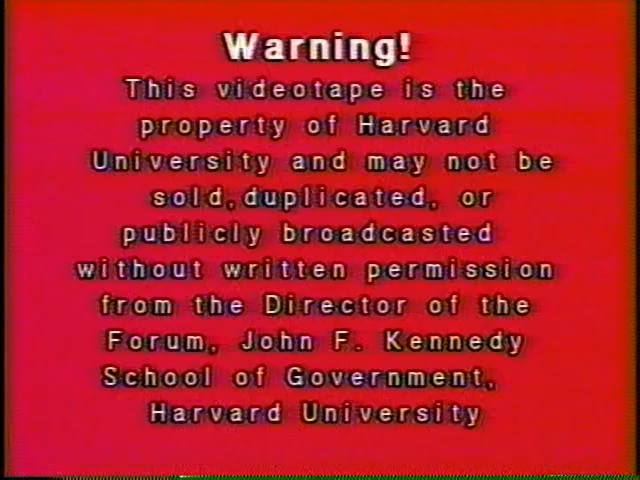 Warning!
This videotape is the
property of Harvard
University and may not be
sold,duplicated, or
publicly broadcasted
without written permission
from the Director of the
Forum, John F. Kennedy
School of Government,
Harvard University